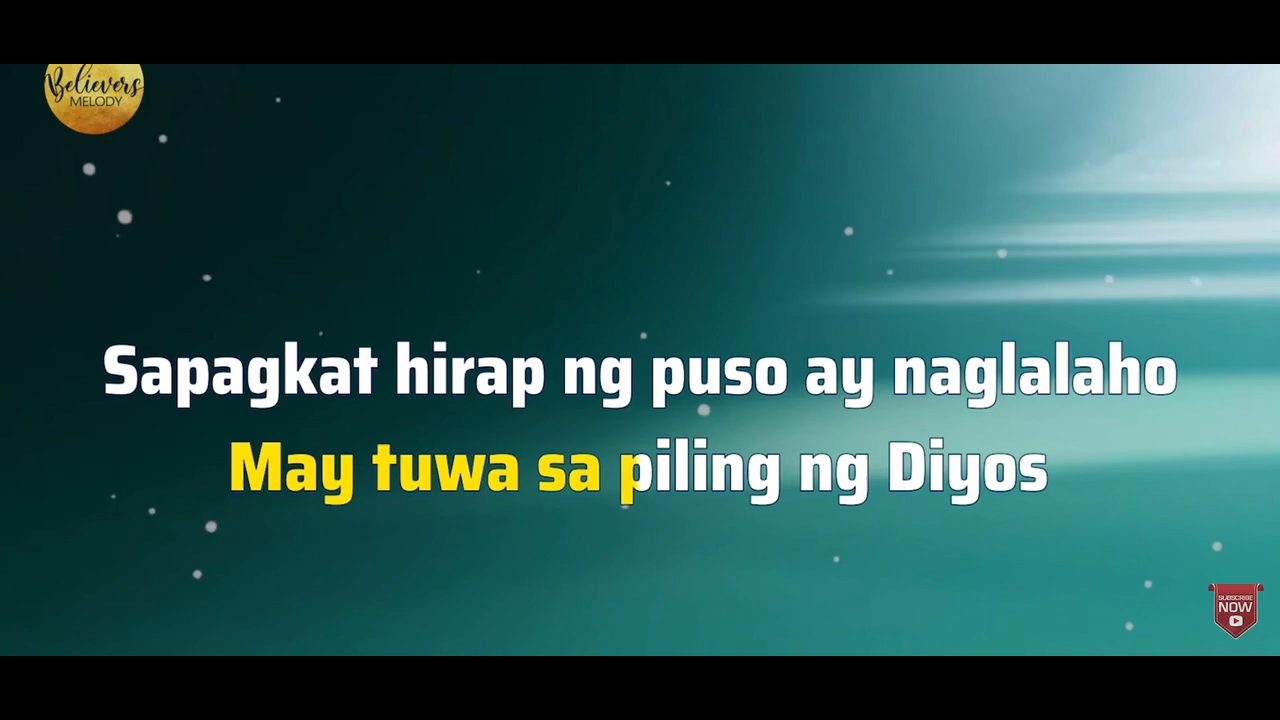 Believers
MELODY
Sapagkat hirap ng puso ay naglalaho
May tuwa sa piling ng Diyos
SUBSCRIBE
NOW